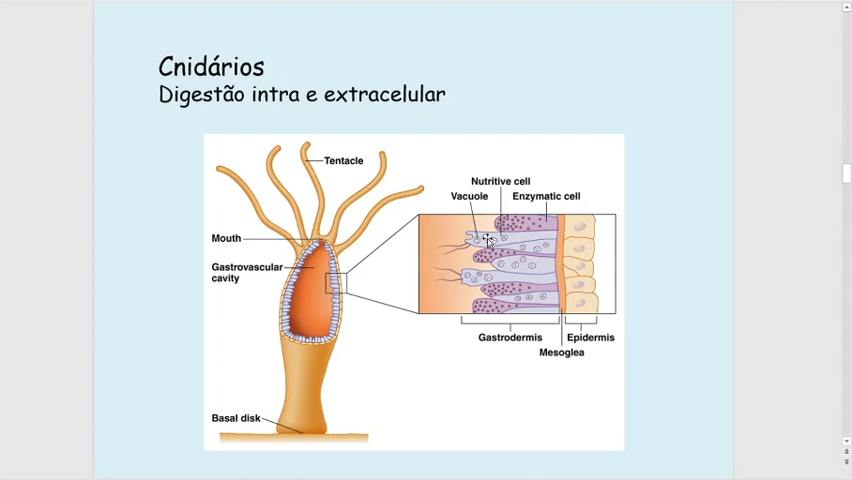 Cnidários
Digestão intra e extracelular
Tentacle
Nutritive cell
Vacuole
Enzymatic cell
Mouth
Gastrovascular
cavity
Gastrodermis
Epidermis
Mesoglea
Basal disk